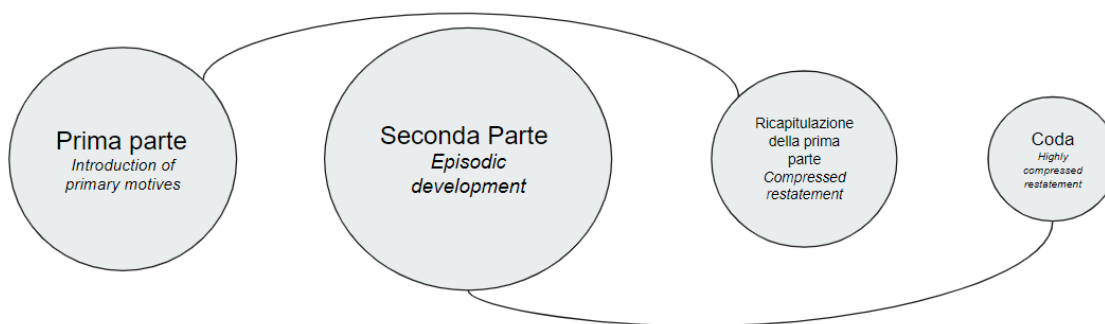 Prima parte
Introduction of
primary motives
Seconda Parte
Episodic
development
Ricapitulazione
della prima
parte
Compressed
restatement
Coda
Highly
compressed
restatement